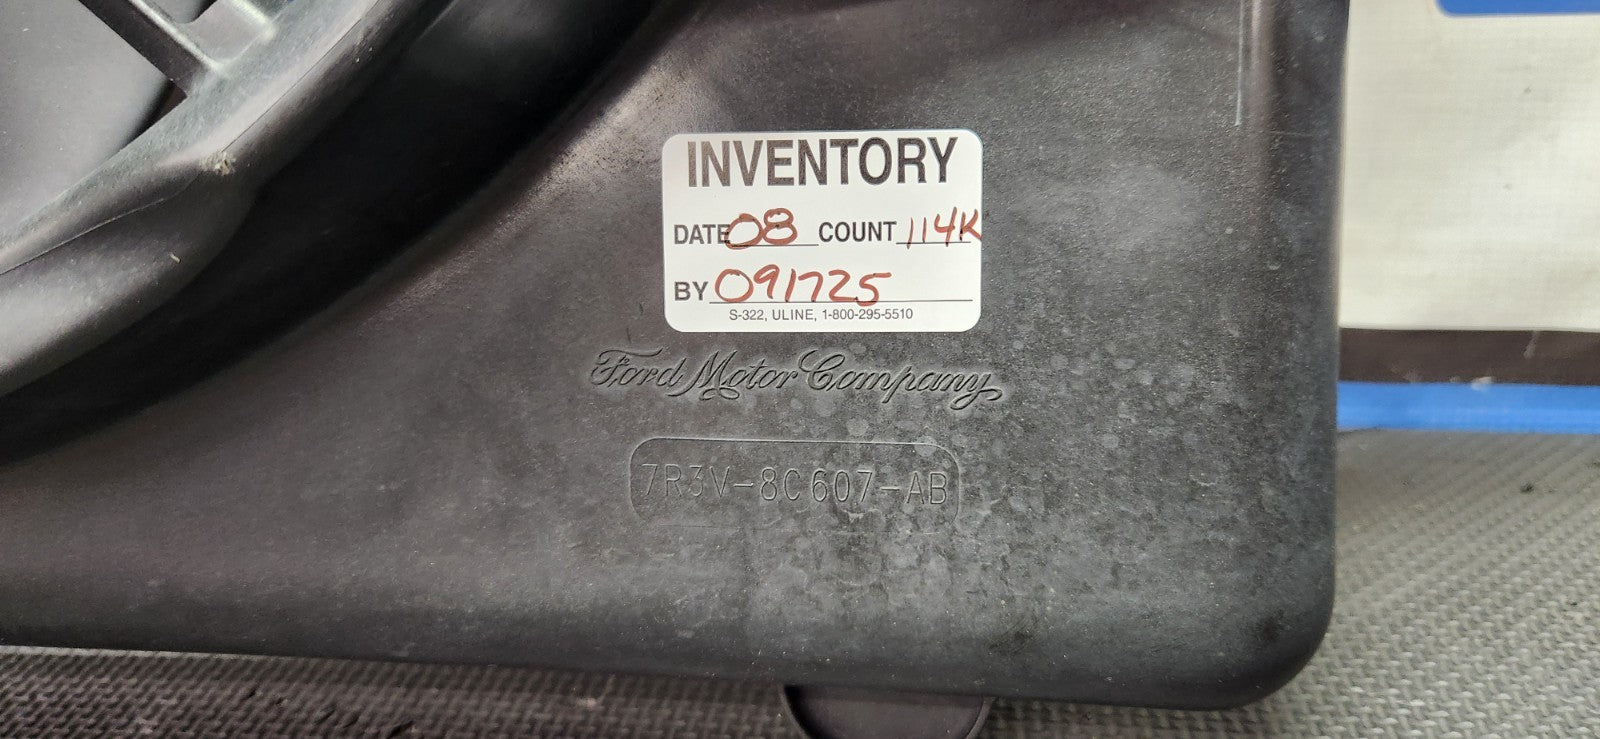 INVENTORY
DATE 08 COUNT 114K
BY 091725
S-322, ULINE, 1-800-295-5510
Ford Motor Company
7R3V-8C607-AB